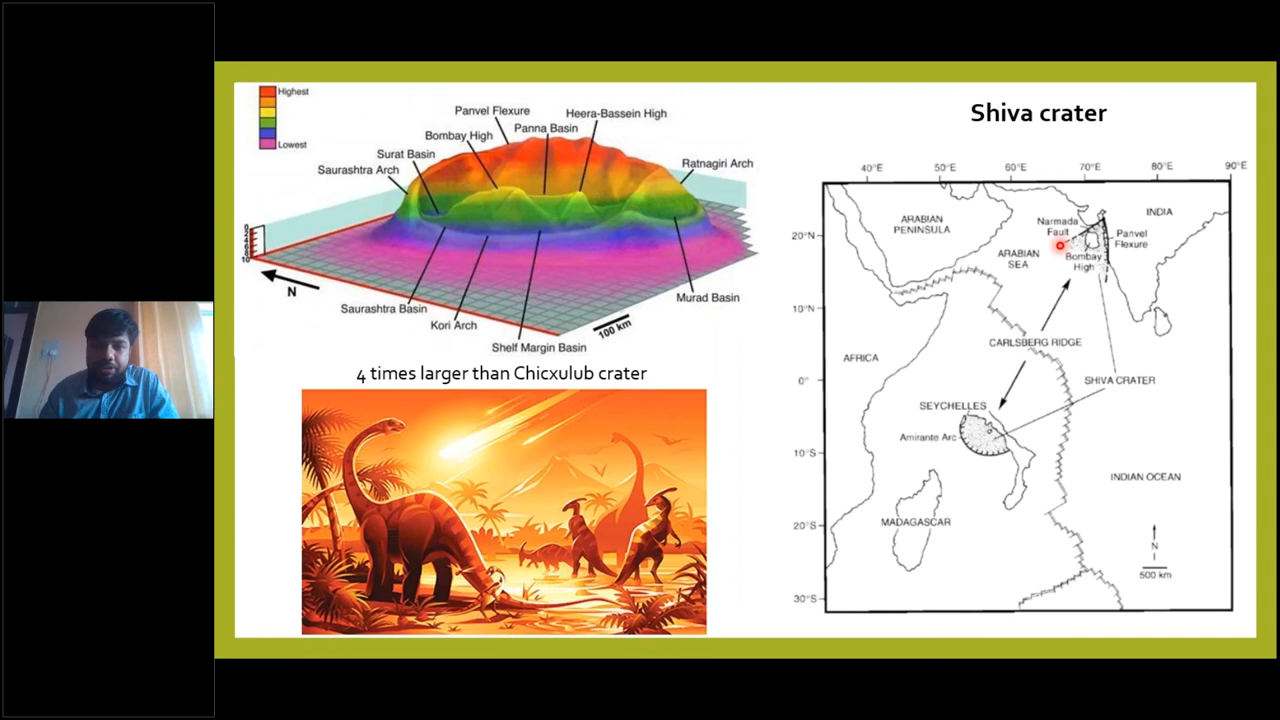 Shiva crater
Highest
Lowest
Panvel Flexure
Heera-Bassein High
Bombay High
Panna Basin
Surat Basin
Saurashtra Arch
Ratnagiri Arch
10
N
Saurashtra Basin
Kori Arch
Shelf Margin Basin
Murad Basin
100 km
4 times larger than Chicxulub crater
40°E 50°E 60°E 70°E 80°E 90°E
20°N
10°N
0°
10°S
20°S
30°S
ARABIAN
PENINSULA
INDIA
Narmada
Fault
Panvel
Flexure
ARABIAN
SEA
Bombay
High
CARLSBERG RIDGE
AFRICA
SHIVA CRATER
SEYCHELLES
Amirante Arc
INDIAN OCEAN
MADAGASCAR
N
500 km